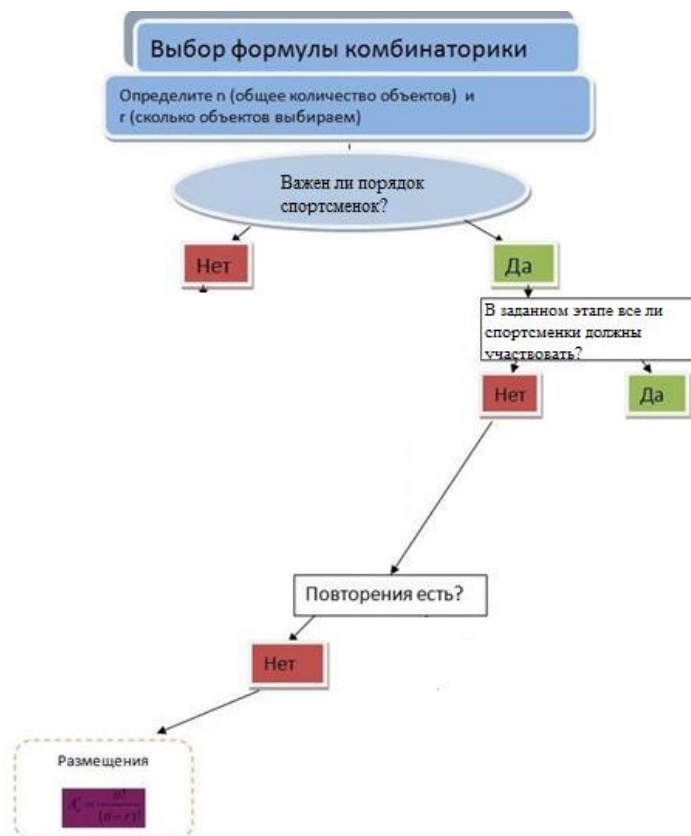 Выбор формулы комбинаторики
Определите n (общее количество объектов) и
r (сколько объектов выбираем)
Важен ли порядок
спортсменок?
Нет
Да
В заданном этапе все ли
спортсменки должны
участвовать?
Нет
Да
Повторения есть?
Нет
Размещения